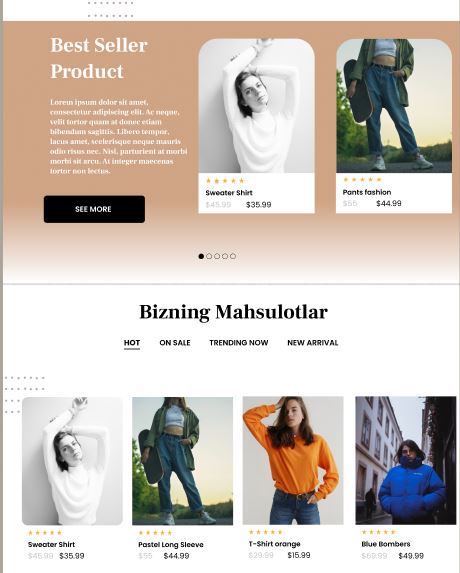 Best Seller
Product
Lorem ipsum dolor sit amet,
consectetur adipiscing elit. Ac neque,
velit tortor quam at donec etiam
bibendum sagittis. Libero tempor,
lacus amet, scelerisque neque mauris
odio risus nec. Nisl, parturient at morbi
morbi sit arcu. At integer maecenas
tortor non lectus.
SEE MORE
Sweater Shirt
$45.99 $35.99
Pants fashion
$55 $44.99
Bizning Mahsulotlar
HOT ON SALE TRENDING NOW NEW ARRIVAL
Sweater Shirt
$45.99 $35.99
Pastel Long Sleeve
$55 $44.99
T-Shirt orange
$29.99 $15.99
Blue Bombers
$69.99 $49.99